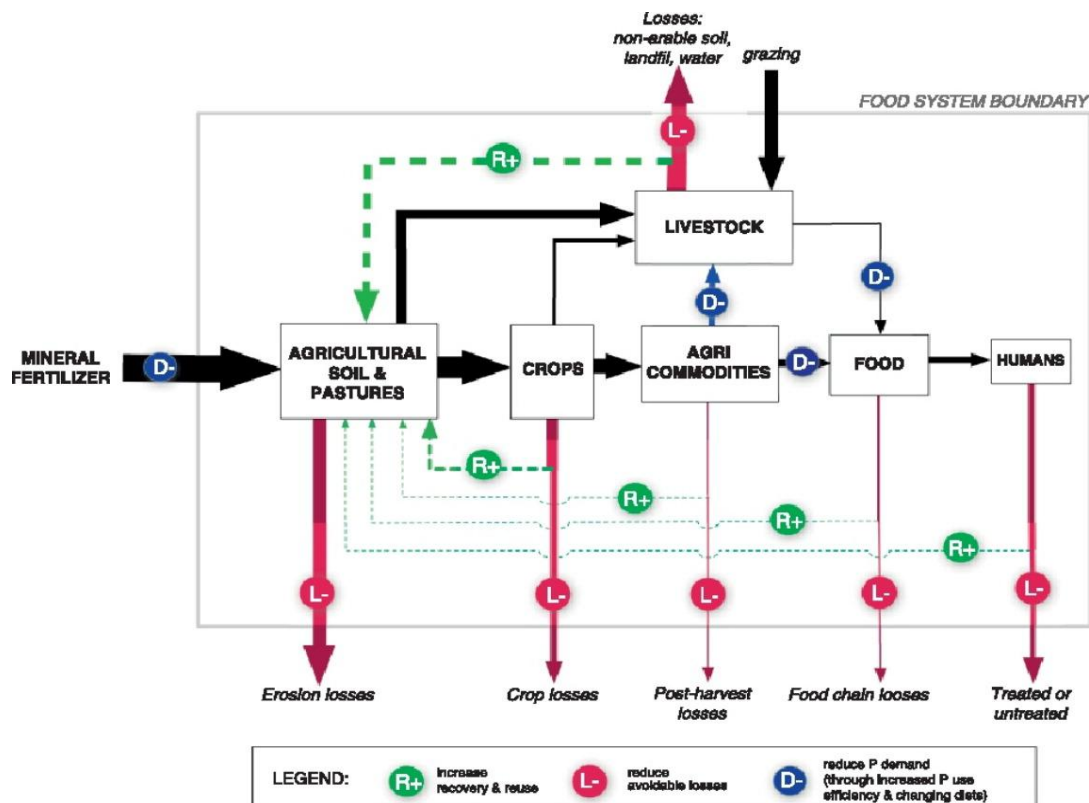 Losses:
non-arable soil,
landfil, water
grazing
FOOD SYSTEM BOUNDARY
L-
R+
LIVESTOCK
D-
D-
MINERAL
FERTILIZER
D-
AGRICULTURAL
SOIL &
PASTURES
CROPS
AGRI
COMMODITIES
D-
FOOD
HUMANS
R+
R+
R+
R+
L-
L-
L-
L-
L-
Erosion losses
Crop losses
Post-harvest
losses
Food chain looses
Treated or
untreated
LEGEND:
R+
increase
recovery & reuse
L-
reduce
avoidable losses
D-
reduce P demand
(through increased P use
efficiency & changing diets)